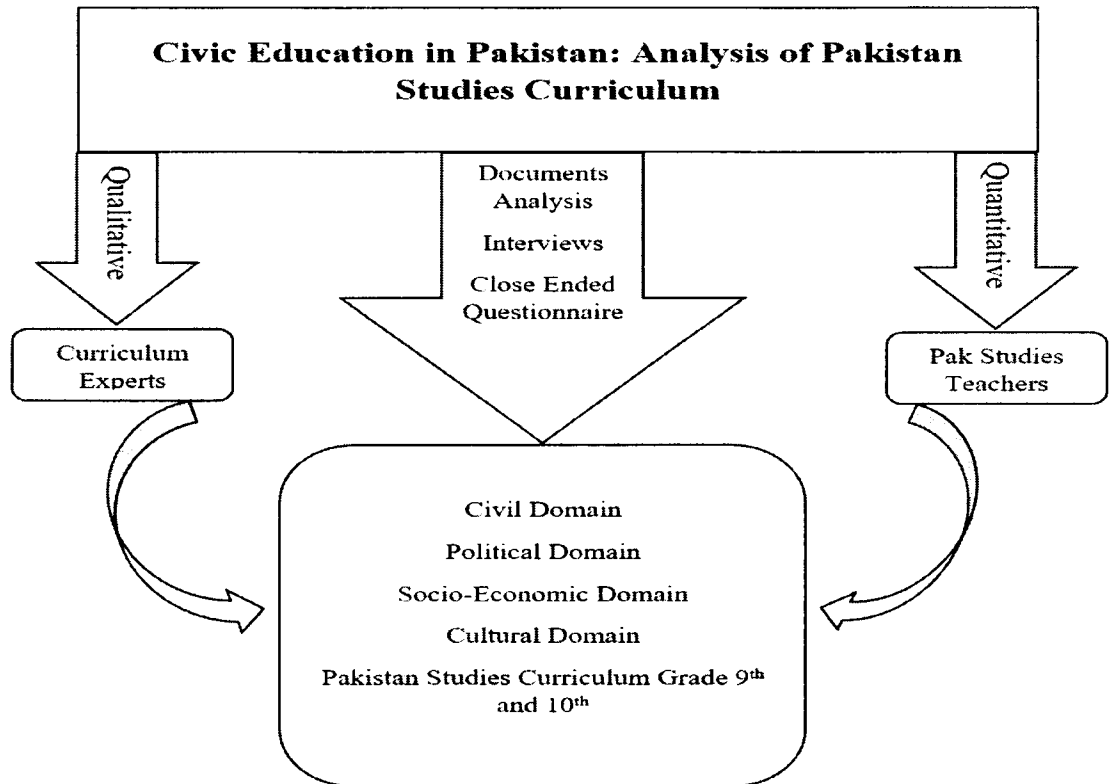 Civic Education in Pakistan: Analysis of Pakistan
Studies Curriculum
Qualitative
Documents
Analysis
Interviews
Close Ended
Questionnaire
Quantitative
Curriculum
Experts
Pak Studies
Teachers
Civil Domain
Political Domain
Socio-Economic Domain
Cultural Domain
Pakistan Studies Curriculum Grade 9th
and 10th